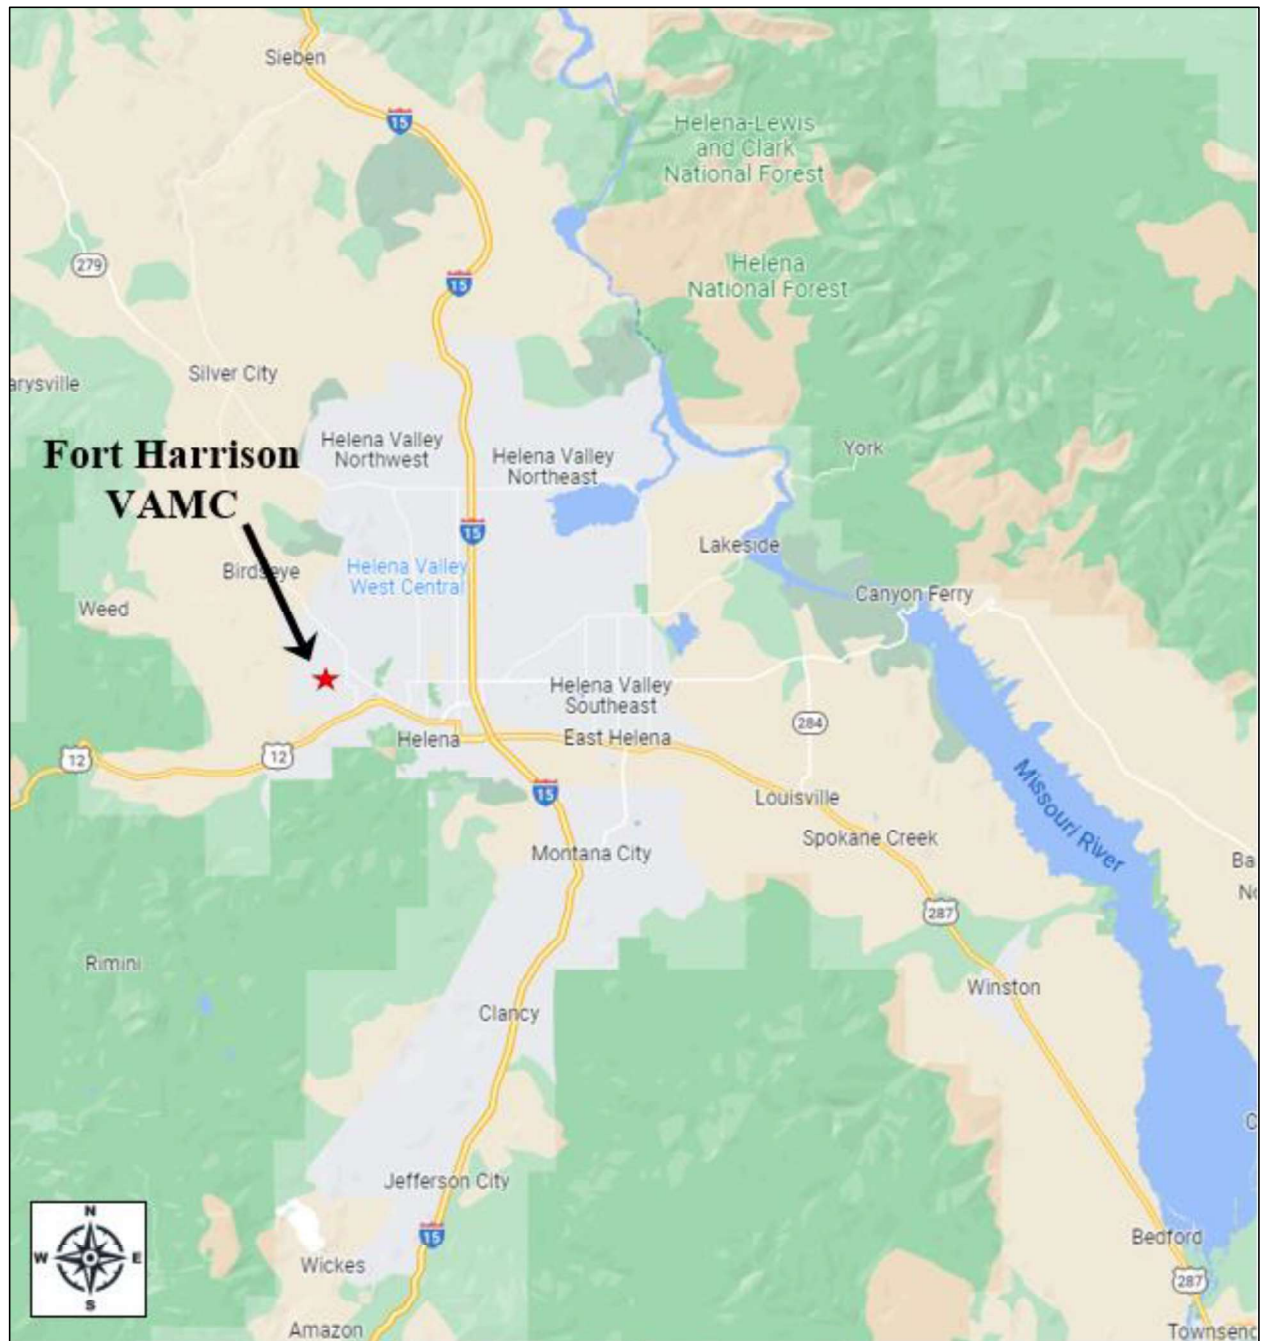 Sieben
15
Helena-Lewis
and Clark
National Forest
279
Helena
National Forest
15
Silver City
arysville
Helena Valley
Northwest
Helena Valley
Northeast
York
Fort Harrison
VAMC
15
Lakeside
Birdseye
Helena Valley
West Central
Canyon Ferry
Weed
Helena Valley
Southeast
284
Helena
East Helena
12
12
15
Louisville
Missouri River
Spokane Creek
Montana City
Ba
No
287
Rimini
Winston
Clancy
C
Jefferson City
N
W
E
S
15
Bedford
Wickes
287
Amazon
Townsend